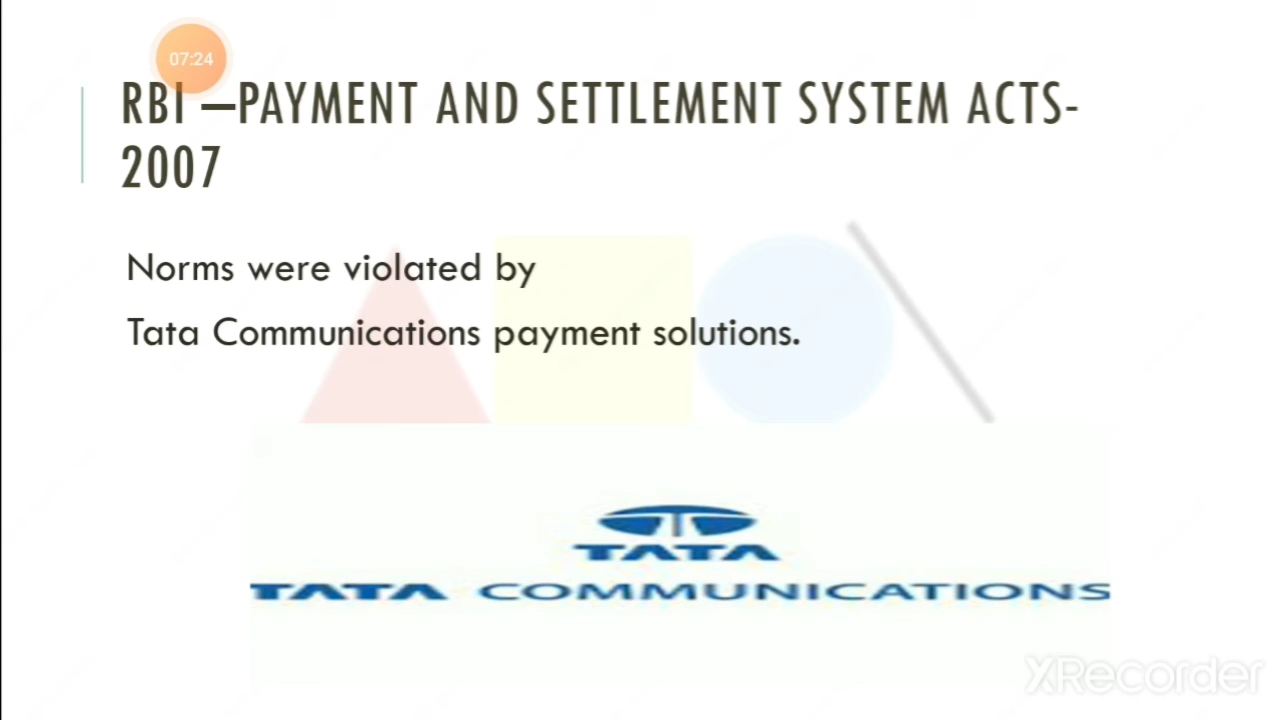 07:24
RBI –PAYMENT AND SETTLEMENT SYSTEM ACTS-
2007
Norms were violated by
Tata Communications payment solutions.
TATA
TATA COMMUNICATIONS
XRecorder